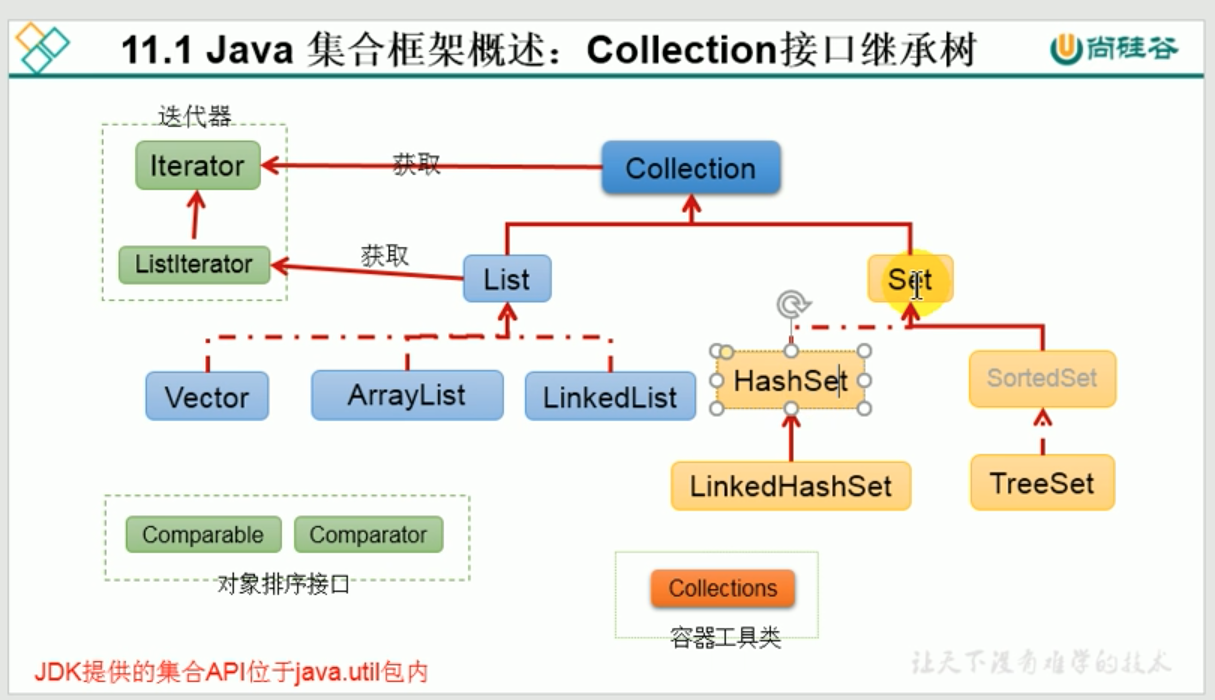 11.1 Java 集合框架概述：Collection接口继承树
尚硅谷
迭代器
Iterator
获取
Collection
ListIterator
获取
List
Set
Vector
ArrayList
LinkedList
HashSet
SortedSet
LinkedHashSet
TreeSet
Comparable
Comparator
对象排序接口
Collections
容器工具类
JDK提供的集合API位于java.util包内
让天下没有难学的技术